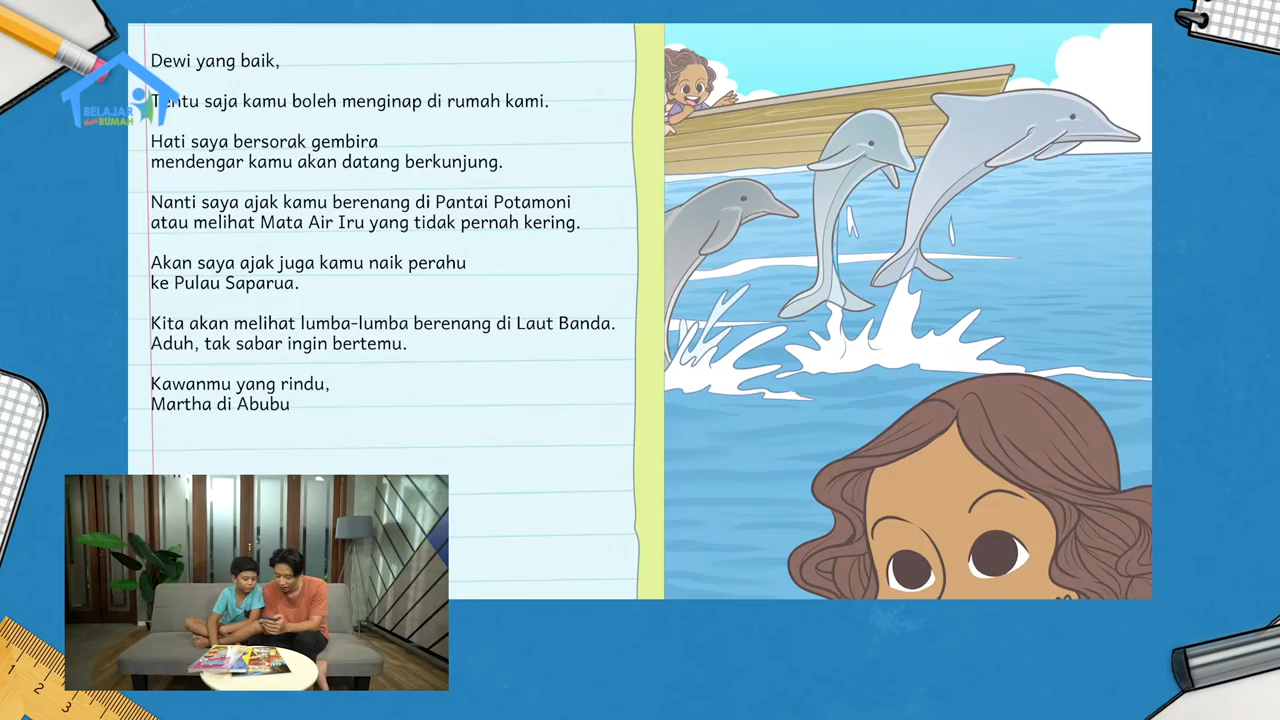 Dewi yang baik,
Tentu saja kamu boleh menginap di rumah kami.
Hati saya bersorak gembira
mendengar kamu akan datang berkunjung.
Nanti saya ajak kamu berenang di Pantai Potamoni
atau melihat Mata Air Iru yang tidak pernah kering.
Akan saya ajak juga kamu naik perahu
ke Pulau Saparua.
Kita akan melihat lumba-lumba berenang di Laut Banda.
Aduh, tak sabar ingin bertemu.
Kawanmu yang rindu,
Martha di Abubu
BELAJAR
RUMAH
1
2
3